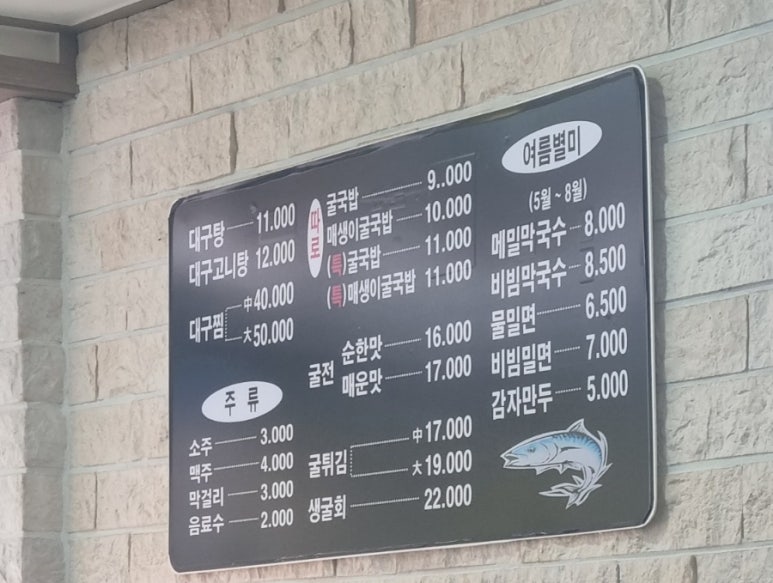 대구탕 11.000
대구고니탕 12.000
대구찜 中 40.000
大 50.000
주 류
소주 3.000
맥주 4.000
막걸리 3.000
음료수 2.000
따로
굴국밥 9..000
매생이굴국밥 10.000
(특)굴국밥 11.000
(특)매생이굴국밥 11.000
굴전 순한맛 16.000
매운맛 17.000
굴튀김 中 17.000
大 19.000
생굴회 22.000
여름별미
(5월 ~ 8월)
메밀막국수 8.000
비빔막국수 8.500
물밀면 6.500
비빔밀면 7.000
감자만두 5.000